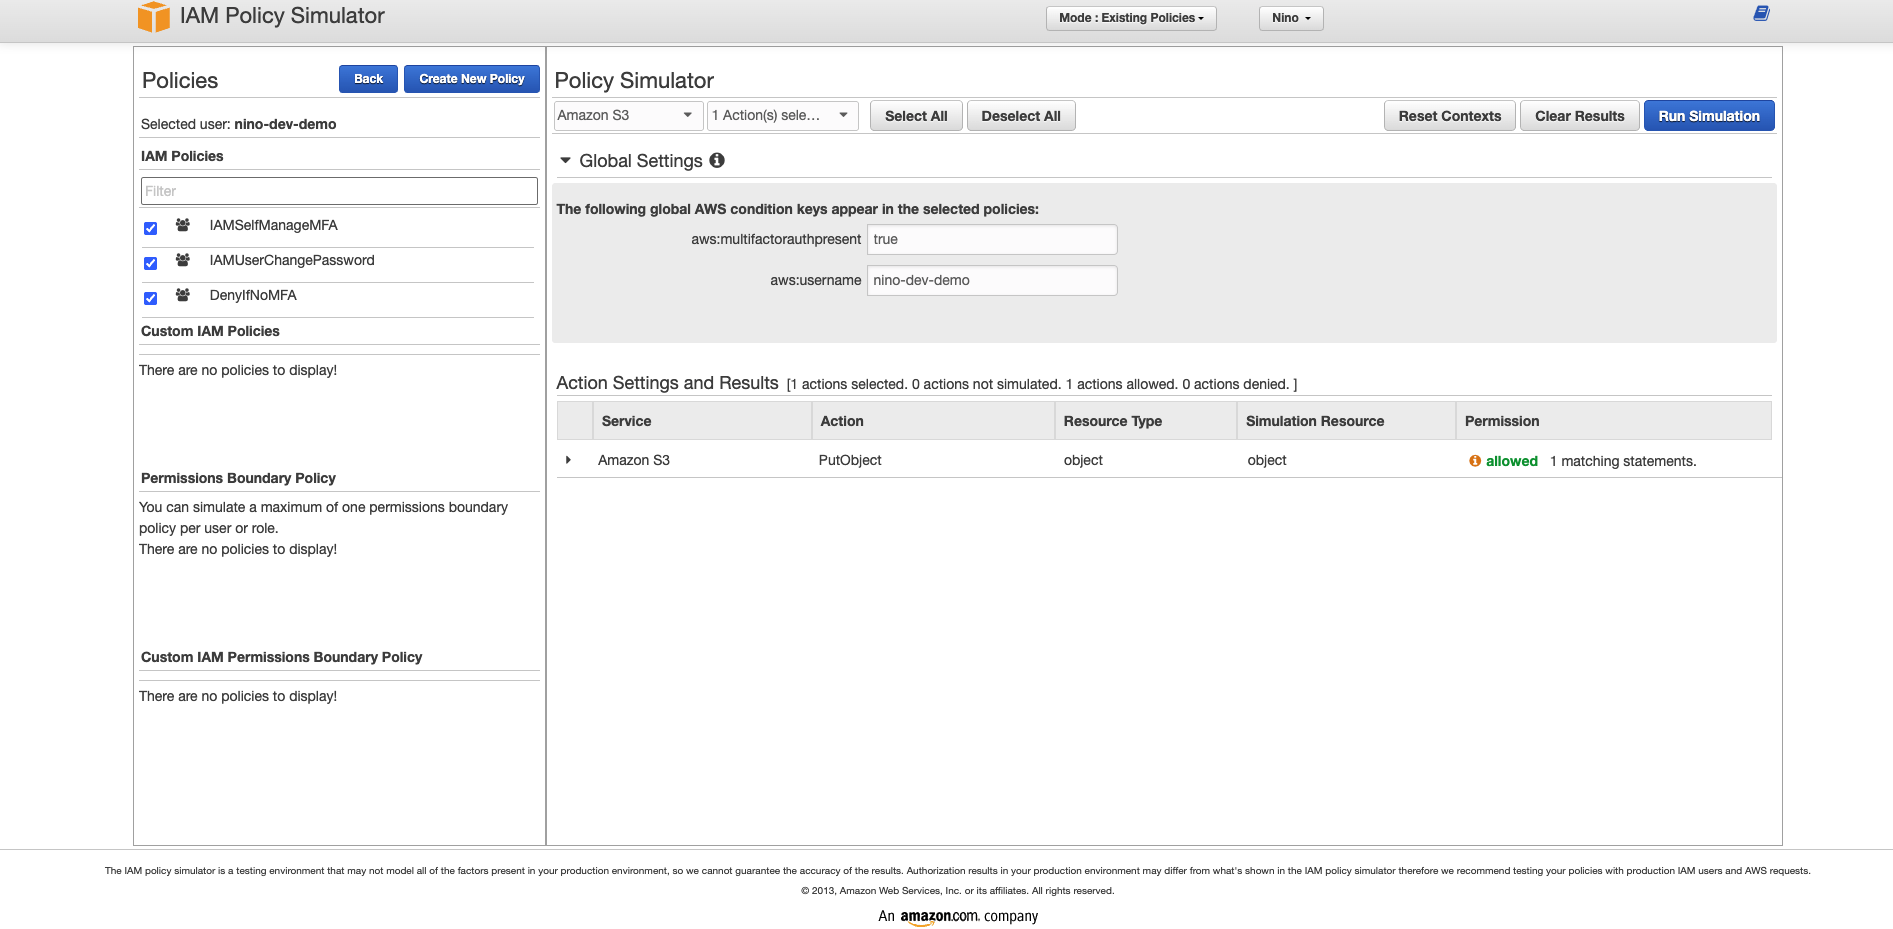 IAM Policy Simulator
Mode : Existing Policies
Nino
Policies
Back
Create New Policy
Selected user: nino-dev-demo
IAM Policies
Filter
IAMSelfManageMFA
IAMUserChangePassword
DenyIfNoMFA
Custom IAM Policies
There are no policies to display!
Permissions Boundary Policy
You can simulate a maximum of one permissions boundary
policy per user or role.
There are no policies to display!
Custom IAM Permissions Boundary Policy
There are no policies to display!
Policy Simulator
Amazon S3
1 Action(s) sele...
Select All
Deselect All
Reset Contexts
Clear Results
Run Simulation
Global Settings
The following global AWS condition keys appear in the selected policies:
aws:multifactorauthpresent true
aws:username nino-dev-demo
Action Settings and Results [1 actions selected. 0 actions not simulated. 1 actions allowed. 0 actions denied. ]
Service Action Resource Type Simulation Resource Permission
Amazon S3 PutObject object object allowed 1 matching statements.
The IAM policy simulator is a testing environment that may not model all of the factors present in your production environment, so we cannot guarantee the accuracy of the results. Authorization results in your production environment may differ from what's shown in the IAM policy simulator therefore we recommend testing your policies with production IAM users and AWS requests.
© 2013, Amazon Web Services, Inc. or its affiliates. All rights reserved.
An amazon.com. company